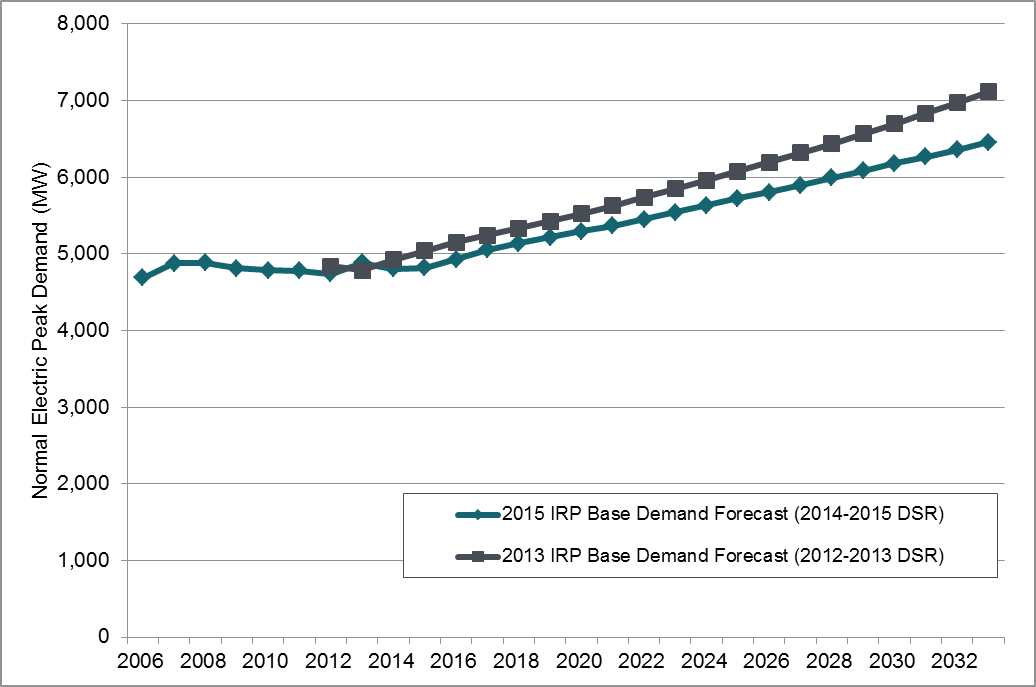 8,000
7,000
6,000
5,000
4,000
3,000
2,000
1,000
0
Normal Electric Peak Demand (MW)
2015 IRP Base Demand Forecast (2014-2015 DSR)
2013 IRP Base Demand Forecast (2012-2013 DSR)
2006 2008 2010 2012 2014 2016 2018 2020 2022 2024 2026 2028 2030 2032